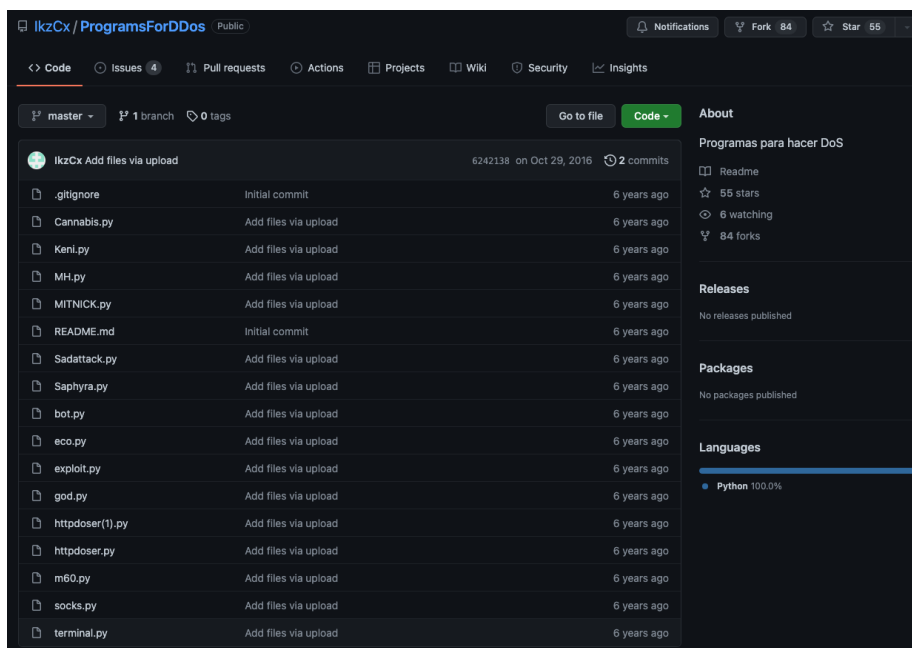 IkzCx / ProgramsForDDos Public
Notifications Fork 84 Star 55
<> Code Issues 4 Pull requests Actions Projects Wiki Security Insights
master 1 branch 0 tags Go to file Code
IkzCx Add files via upload 6242138 on Oct 29, 2016 2 commits
.gitignore Initial commit 6 years ago
Cannabis.py Add files via upload 6 years ago
Keni.py Add files via upload 6 years ago
MH.py Add files via upload 6 years ago
MITNICK.py Add files via upload 6 years ago
README.md Initial commit 6 years ago
Sadattack.py Add files via upload 6 years ago
Saphyra.py Add files via upload 6 years ago
bot.py Add files via upload 6 years ago
eco.py Add files via upload 6 years ago
exploit.py Add files via upload 6 years ago
god.py Add files via upload 6 years ago
httpdoser(1).py Add files via upload 6 years ago
httpdoser.py Add files via upload 6 years ago
m60.py Add files via upload 6 years ago
socks.py Add files via upload 6 years ago
terminal.py Add files via upload 6 years ago
About
Programas para hacer DoS
Readme
55 stars
6 watching
84 forks
Releases
No releases published
Packages
No packages published
Languages
Python 100.0%